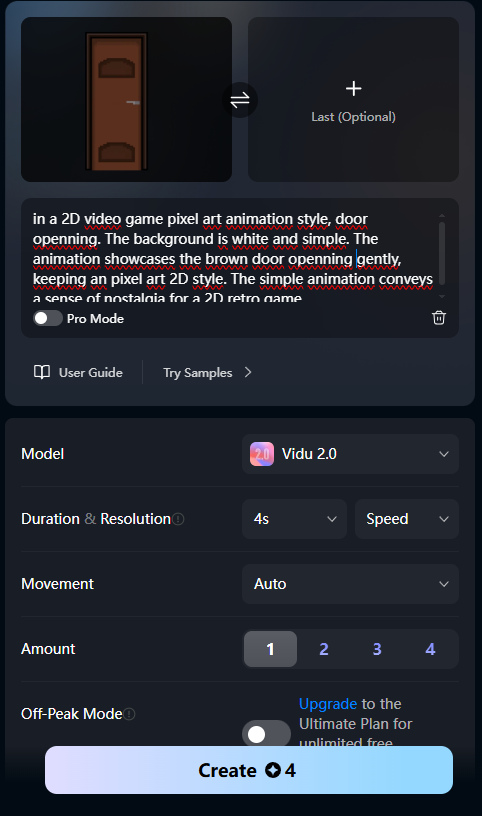 +
Last (Optional)
in a 2D video game pixel art animation style, door
openning. The background is white and simple. The
animation showcases the brown door openning gently,
keeping an pixel art 2D style. The simple animation conveys
a sense of nostalgia for a 2D retro game
Pro Mode
User Guide
Try Samples
Model
2.0 Vidu 2.0
Duration & Resolution
4s
Speed
Movement
Auto
Amount
1 2 3 4
Off-Peak Mode
Upgrade to the
Ultimate Plan for
unlimited free
Create 4